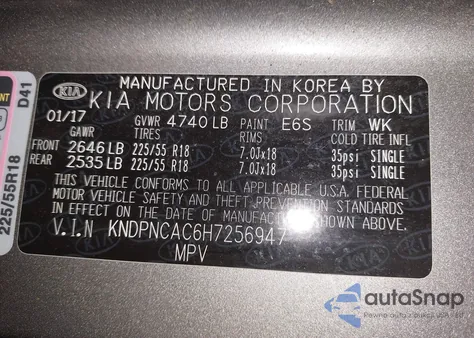 D41
225/55R18
KIA
MANUFACTURED IN KOREA BY
KIA MOTORS CORPORATION
01/17 GVWR 4740 LB PAINT E6S TRIM WK
GAWR TIRES RIMS COLD TIRE INFL
FRONT 2646 LB 225/55 R18 7.0Jx18 35psi SINGLE
REAR 2535 LB 225/55 R18 7.0Jx18 35psi SINGLE
THIS VEHICLE CONFORMS TO ALL APPLICABLE U.S.A. FEDERAL
MOTOR VEHICLE SAFETY AND THEFT PREVENTION STANDARDS
IN EFFECT ON THE DATE OF MANUFACTURE SHOWN ABOVE.
V.I.N KNDPNCAC6H7256947
MPV
autoSnap